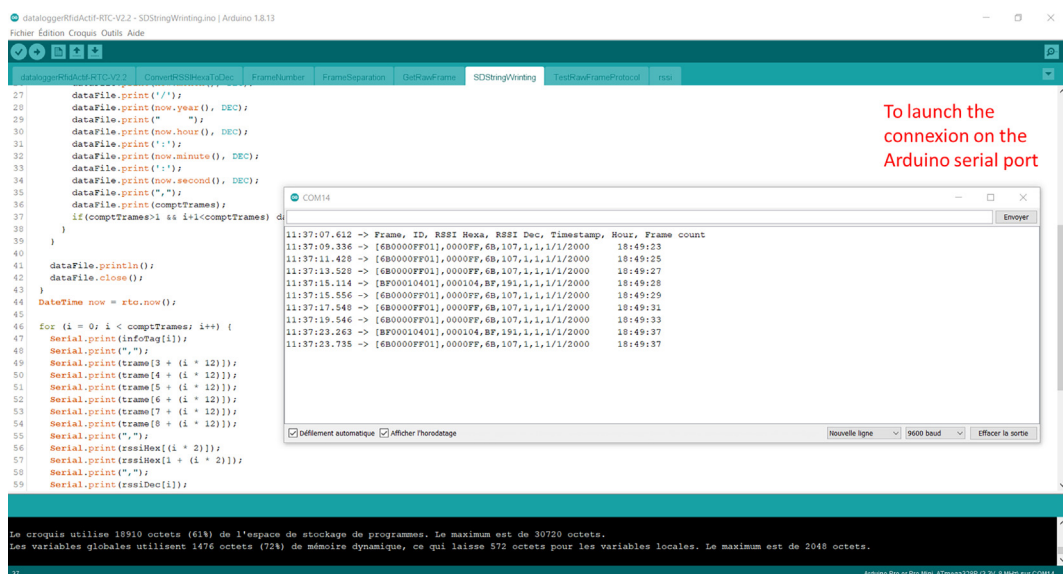 dataloggerRfidActif-RTC-V2.2 - SDStringWrinting.ino | Arduino 1.8.13
Fichier Édition Croquis Outils Aide
dataloggerRfidActif-RTC-V2.2 ConvertRSSIHexaToDec FrameNumber FrameSeparation GetRawFrame SDStringWrinting TestRawFrameProtocol rssi
27 dataFile.print('/');
28 dataFile.print(now.year(), DEC);
29 dataFile.print("     ");
30 dataFile.print(now.hour(), DEC);
31 dataFile.print(':');
32 dataFile.print(now.minute(), DEC);
33 dataFile.print(':');
34 dataFile.print(now.second(), DEC);
35 dataFile.print(",");
36 dataFile.print(comptTrames);
37 if(comptTrames>1 && i+1<comptTrames)
38 }
39 }
40
41 dataFile.println();
42 dataFile.close();
43 }
44 DateTime now = rtc.now();
45
46 for (i = 0; i < comptTrames; i++) {
47 Serial.print(infoTag[i]);
48 Serial.print(",");
49 Serial.print(trame[3 + (i * 12)]);
50 Serial.print(trame[4 + (i * 12)]);
51 Serial.print(trame[5 + (i * 12)]);
52 Serial.print(trame[6 + (i * 12)]);
53 Serial.print(trame[7 + (i * 12)]);
54 Serial.print(trame[8 + (i * 12)]);
55 Serial.print(",");
56 Serial.print(rssiHex[(i * 2)]);
57 Serial.print(rssiHex[1 + (i * 2)]);
58 Serial.print(",");
59 Serial.print(rssiDec[i]);
To launch the
connexion on the
Arduino serial port
COM14
Envoyer
11:37:07.612 -> Frame, ID, RSSI Hexa, RSSI Dec, Timestamp, Hour, Frame count
11:37:09.336 -> [6B0000FF01],0000FF,6B,107,1,1,1/1/2000     18:49:23
11:37:11.428 -> [6B0000FF01],0000FF,6B,107,1,1,1/1/2000     18:49:25
11:37:13.528 -> [6B0000FF01],0000FF,6B,107,1,1,1/1/2000     18:49:27
11:37:15.114 -> [BF00010401],000104,BF,191,1,1,1/1/2000     18:49:28
11:37:15.556 -> [6B0000FF01],0000FF,6B,107,1,1,1/1/2000     18:49:29
11:37:17.548 -> [6B0000FF01],0000FF,6B,107,1,1,1/1/2000     18:49:31
11:37:19.546 -> [6B0000FF01],0000FF,6B,107,1,1,1/1/2000     18:49:33
11:37:23.263 -> [BF00010401],000104,BF,191,1,1,1/1/2000     18:49:37
11:37:23.735 -> [6B0000FF01],0000FF,6B,107,1,1,1/1/2000     18:49:37
Défilement automatique Afficher l'horodatage Nouvelle ligne 9600 baud Effacer la sortie
Le croquis utilise 18910 octets (61%) de l'espace de stockage de programmes. Le maximum est de 30720 octets.
Les variables globales utilisent 1476 octets (72%) de mémoire dynamique, ce qui laisse 572 octets pour les variables locales. Le maximum est de 2048 octets.